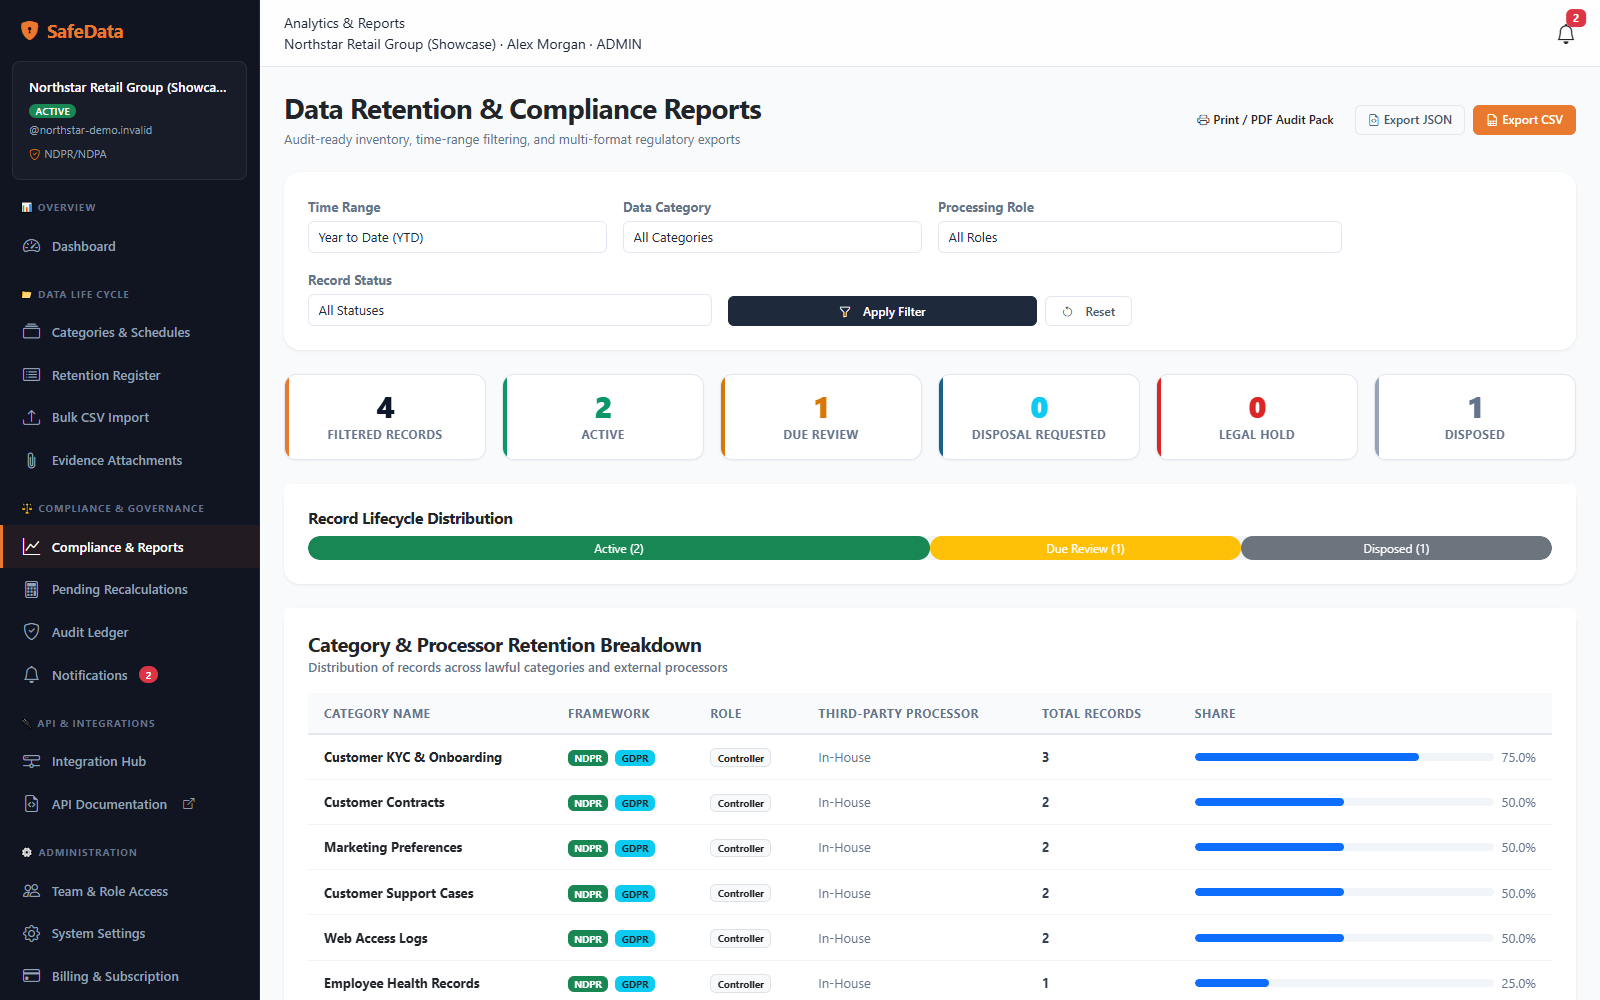 SafeData
Northstar Retail Group (Showca...
ACTIVE
@northstar-demo.invalid
NDPR/NDPA
OVERVIEW
Dashboard
DATA LIFE CYCLE
Categories & Schedules
Retention Register
Bulk CSV Import
Evidence Attachments
COMPLIANCE & GOVERNANCE
Compliance & Reports
Pending Recalculations
Audit Ledger
Notifications 2
API & INTEGRATIONS
Integration Hub
API Documentation
ADMINISTRATION
Team & Role Access
System Settings
Billing & Subscription
Analytics & Reports
Northstar Retail Group (Showcase) · Alex Morgan · ADMIN
2
Data Retention & Compliance Reports
Audit-ready inventory, time-range filtering, and multi-format regulatory exports
Print / PDF Audit Pack
Export JSON
Export CSV
Time Range
Year to Date (YTD)
Data Category
All Categories
Processing Role
All Roles
Record Status
All Statuses
Apply Filter
Reset
4
FILTERED RECORDS
2
ACTIVE
1
DUE REVIEW
0
DISPOSAL REQUESTED
0
LEGAL HOLD
1
DISPOSED
Record Lifecycle Distribution
Active (2) Due Review (1) Disposed (1)
Category & Processor Retention Breakdown
Distribution of records across lawful categories and external processors
CATEGORY NAME FRAMEWORK ROLE THIRD-PARTY PROCESSOR TOTAL RECORDS SHARE
Customer KYC & Onboarding NDPR GDPR Controller In-House 3 75.0%
Customer Contracts NDPR GDPR Controller In-House 2 50.0%
Marketing Preferences NDPR GDPR Controller In-House 2 50.0%
Customer Support Cases NDPR GDPR Controller In-House 2 50.0%
Web Access Logs NDPR GDPR Controller In-House 2 50.0%
Employee Health Records NDPR GDPR Controller In-House 1 25.0%